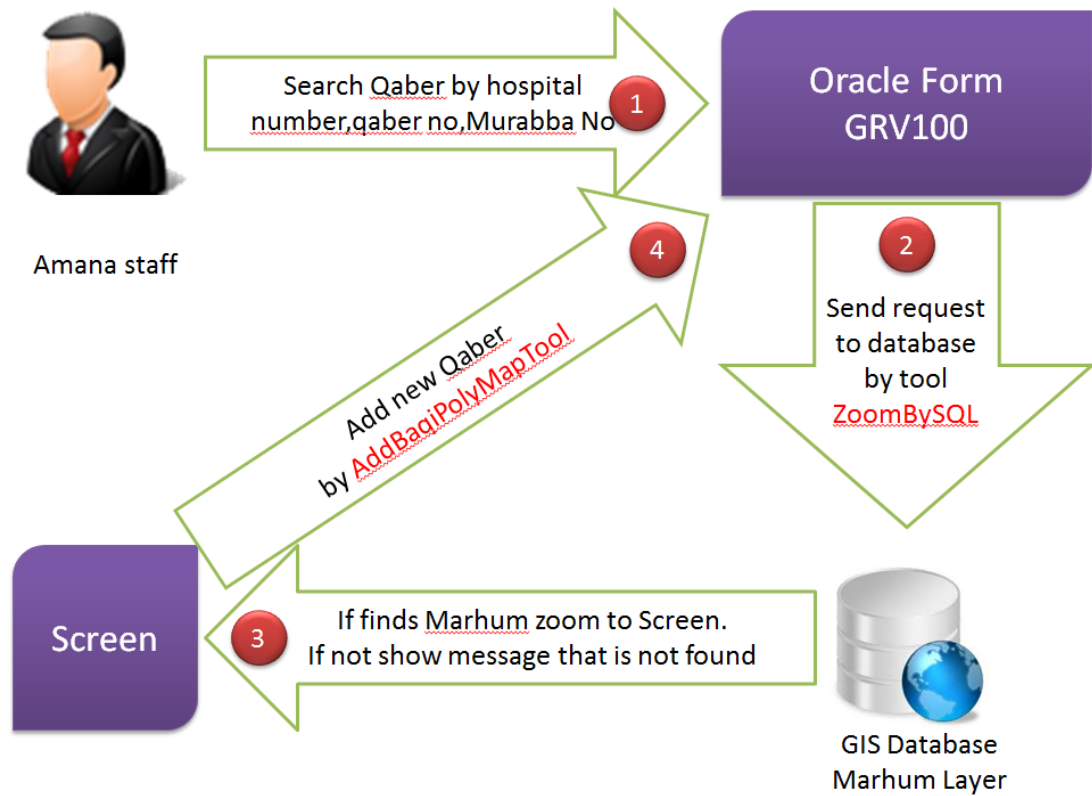 Search Qaber by hospital
number,qaber no,Murabba No
1
Oracle Form
GRV100
Amana staff
4
2
Send request
to database
by tool
ZoomBySQL
Add new Qaber
by AddBaqiPolyMapTool
Screen
3
If finds Marhum zoom to Screen.
If not show message that is not found
GIS Database
Marhum Layer